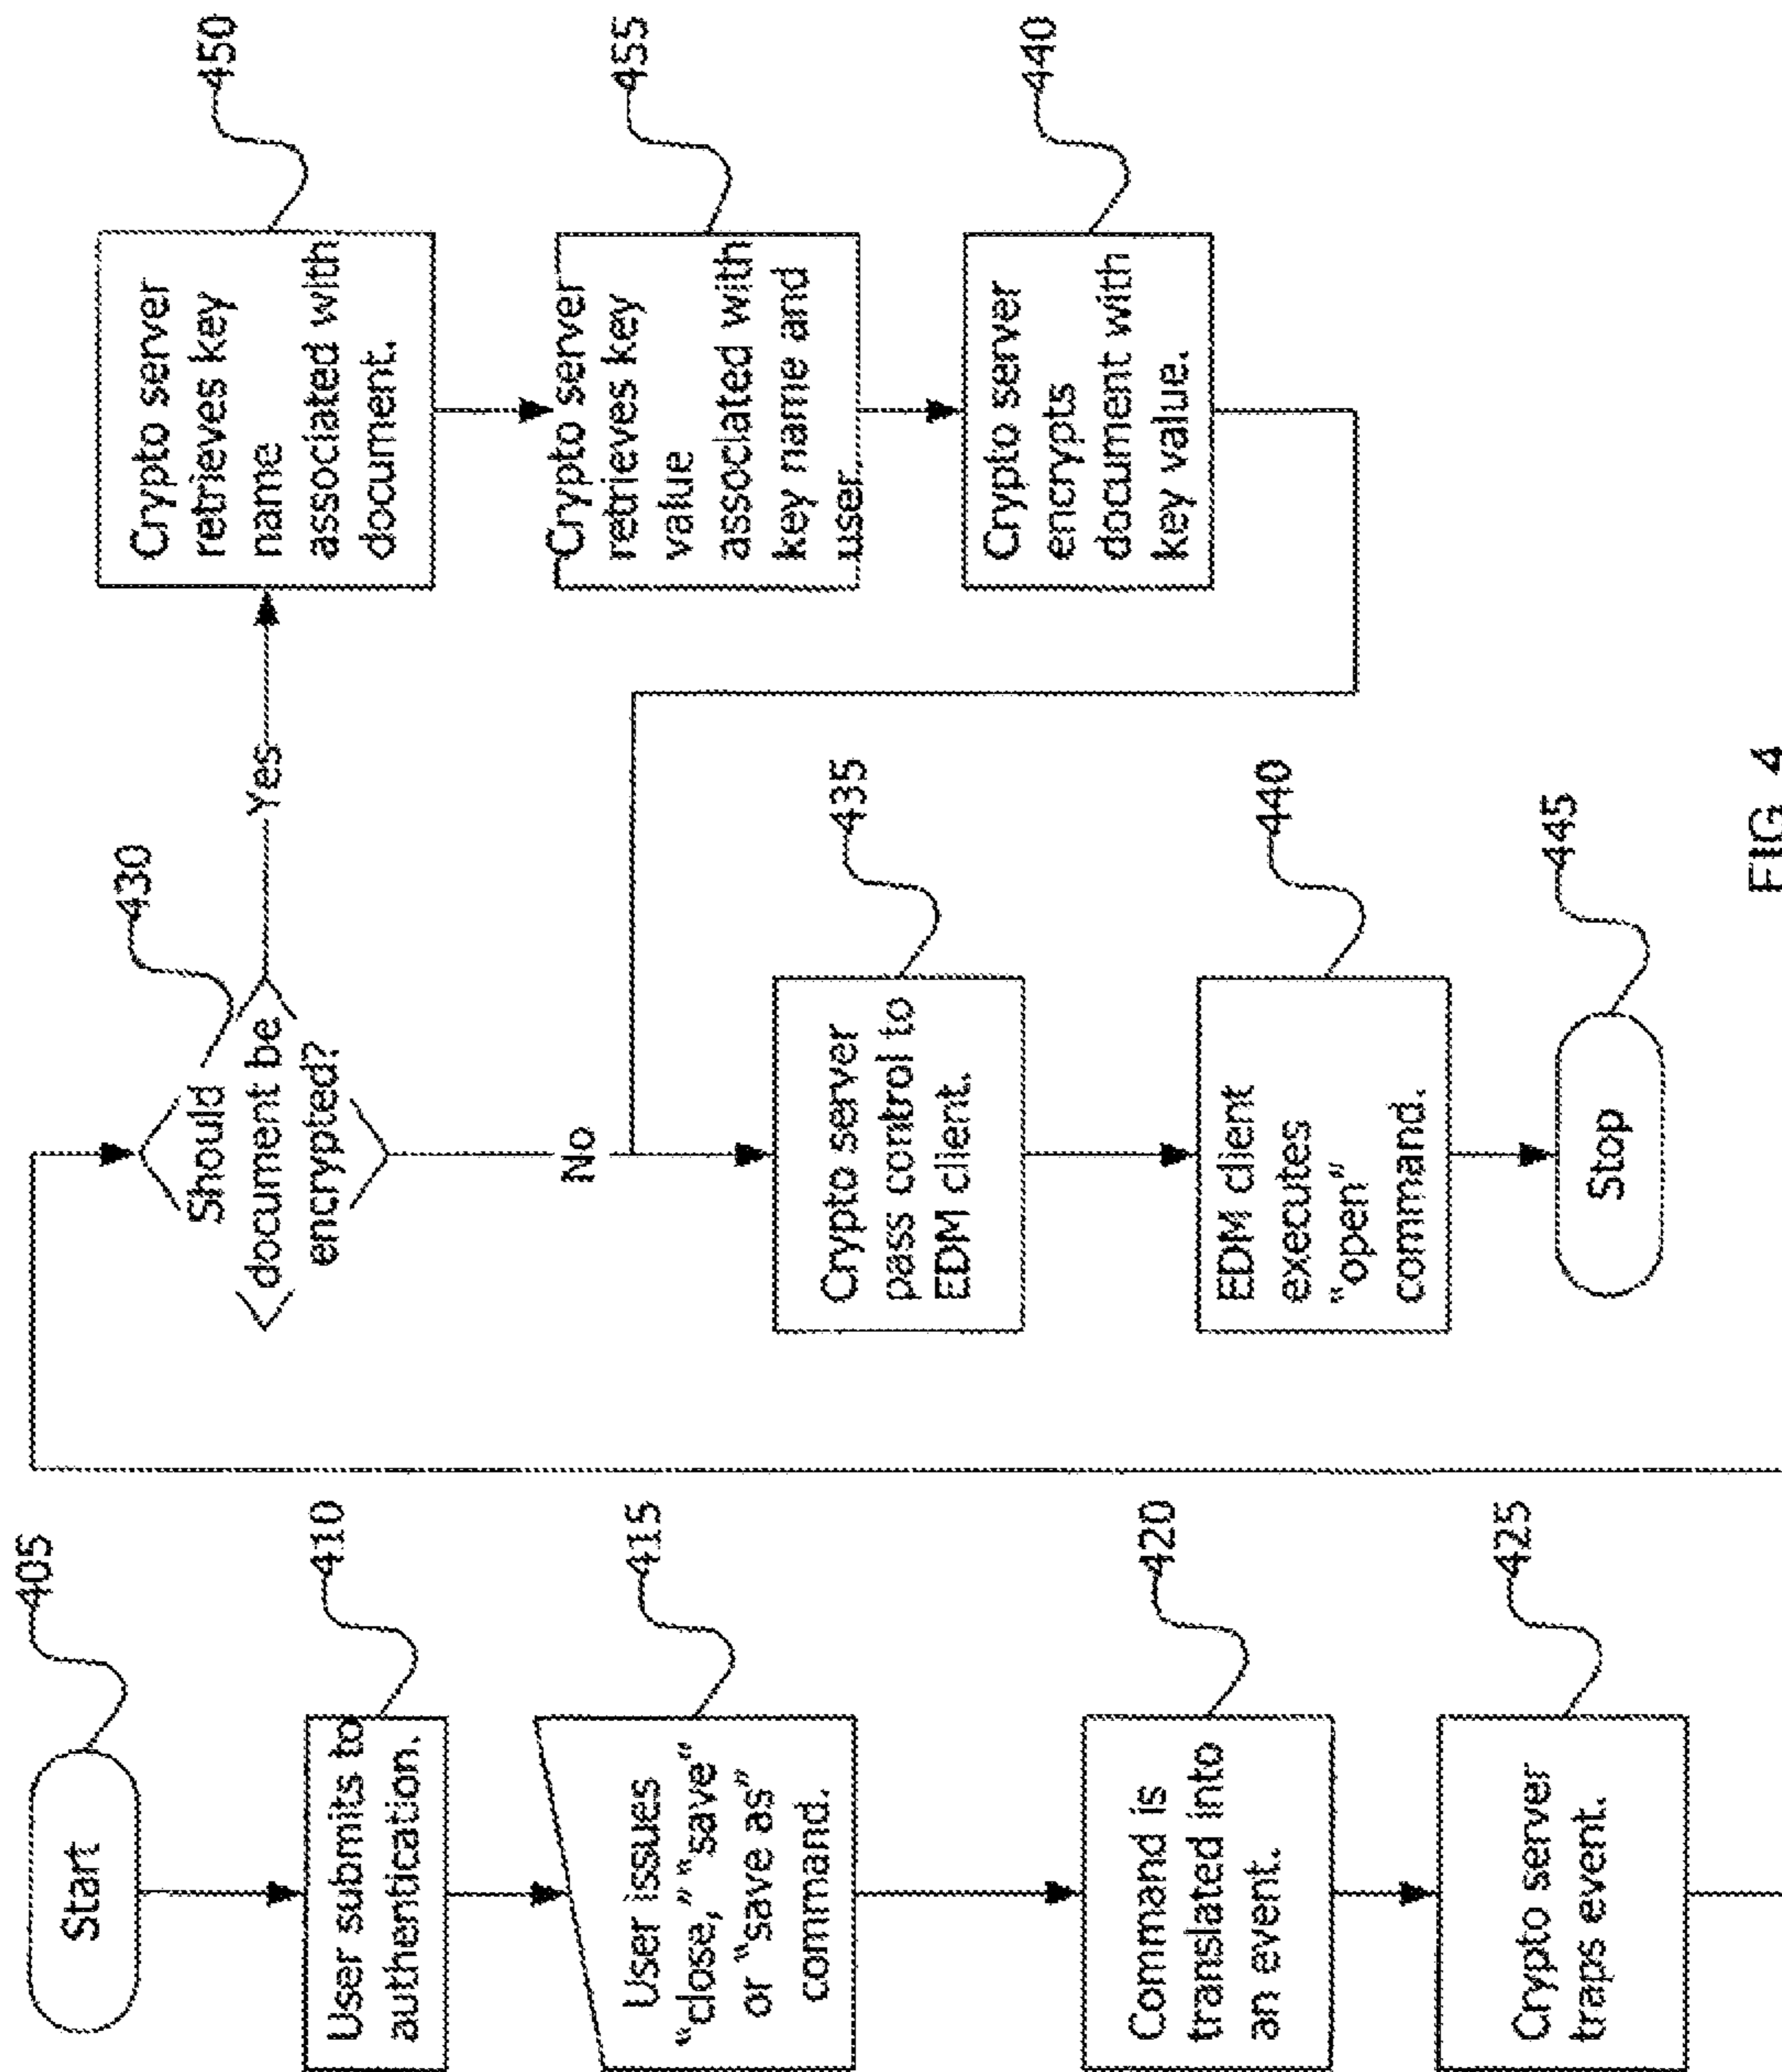 405
Start
410
User submits to
authentication.
415
User issues
“close,” “save”
or “save as”
command.
420
Command is
translated into
an event.
425
Crypto server
traps event.
430
Should
document be
encrypted?
Yes
No
435
Crypto server
pass control to
EDM client.
440
EDM client
executes
“open”
command.
445
Stop
450
Crypto server
retrieves key
name
associated with
document.
455
Crypto server
retrieves key
value
associated with
key name and
user.
440
Crypto server
encrypts
document with
key value.
FIG. 4